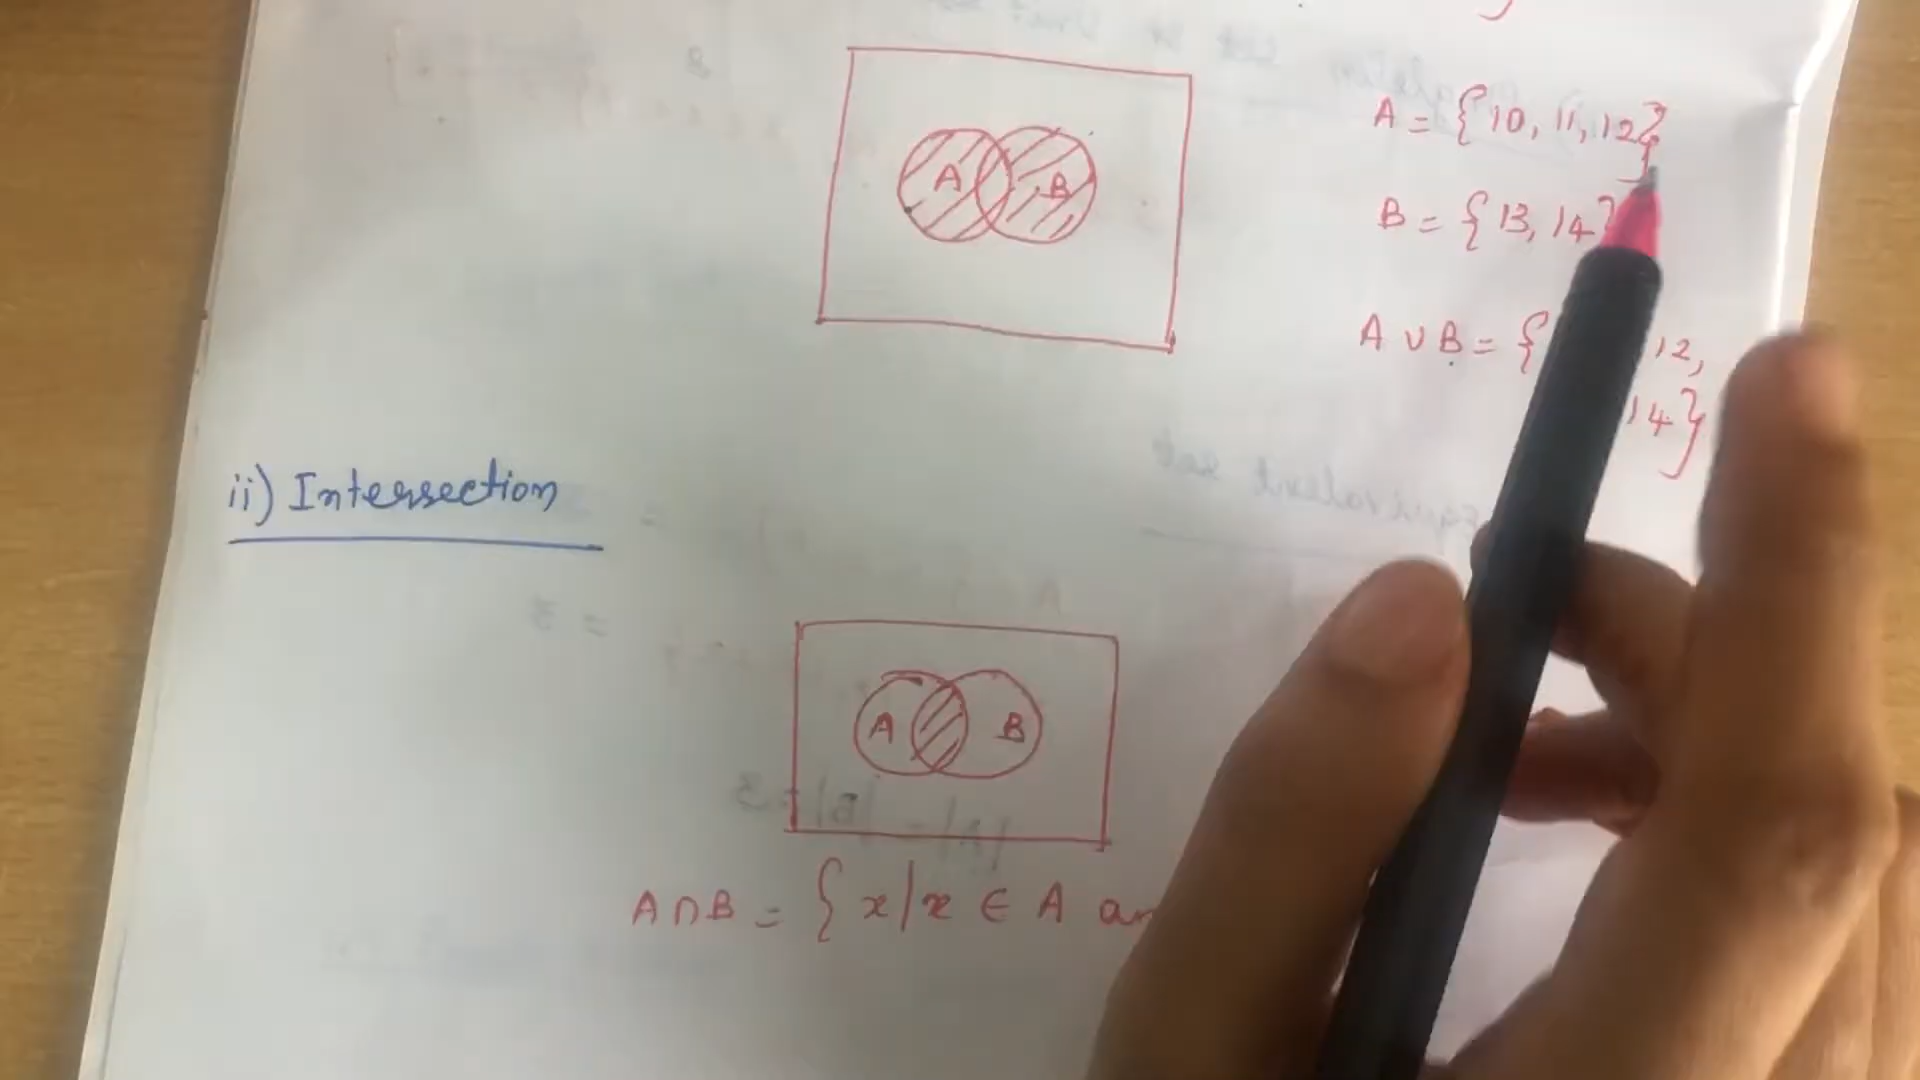 A = {10, 11, 12}
A B
B = {13, 14}
A ∪ B = { 12,
14}
ii) Intersection
A B
A∩B = { x/x ∈ A